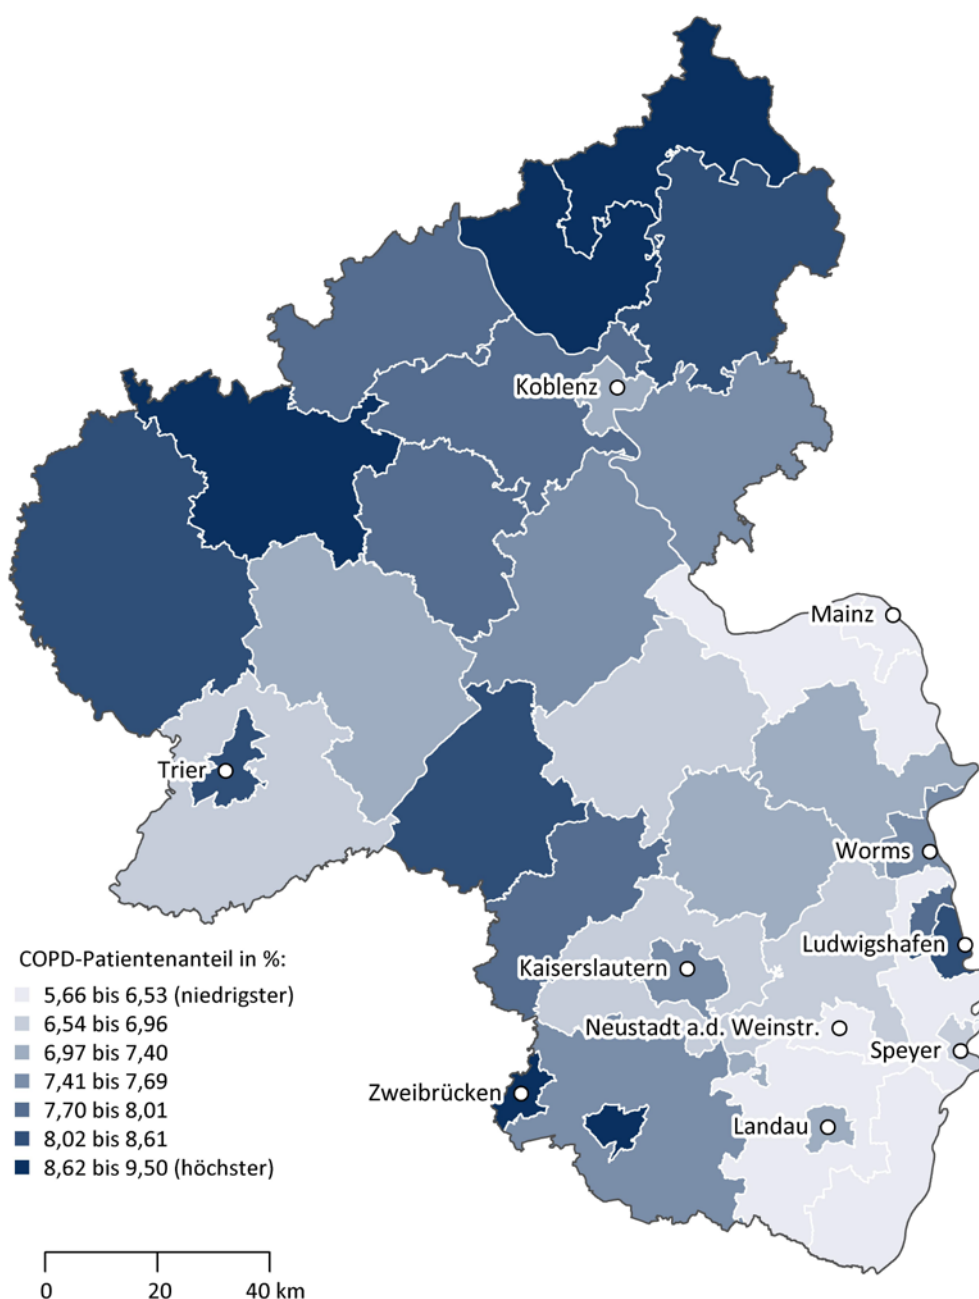 Koblenz
Mainz
Trier
Worms
Ludwigshafen
Kaiserslautern
Neustadt a.d. Weinstr.
Speyer
Zweibrücken
Landau
COPD-Patientenanteil in %:
5,66 bis 6,53 (niedrigster)
6,54 bis 6,96
6,97 bis 7,40
7,41 bis 7,69
7,70 bis 8,01
8,02 bis 8,61
8,62 bis 9,50 (höchster)
0 20 40 km